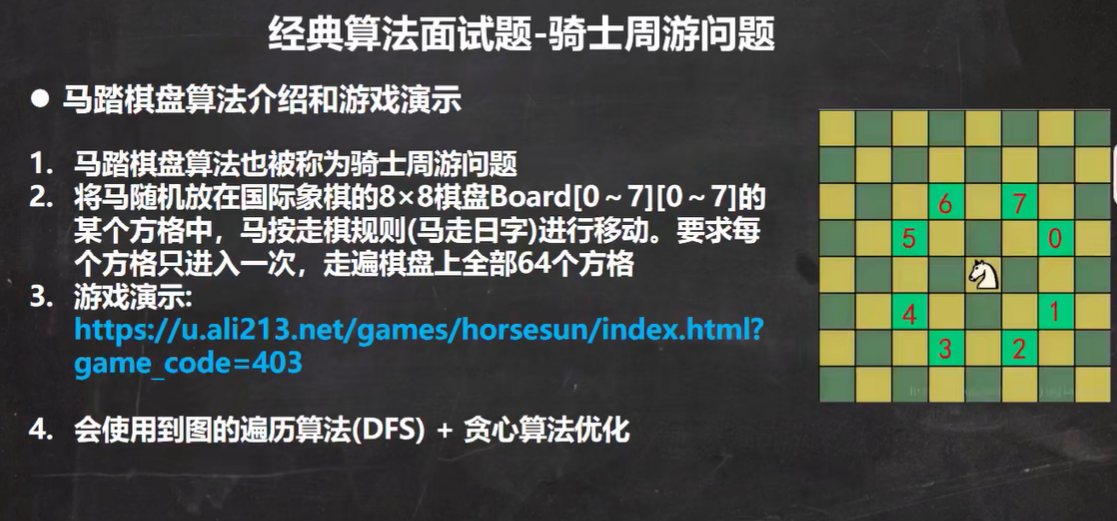 经典算法面试题-骑士周游问题
● 马踏棋盘算法介绍和游戏演示
1. 马踏棋盘算法也被称为骑士周游问题
2. 将马随机放在国际象棋的8×8棋盘Board[0～7][0～7]的
某个方格中，马按走棋规则(马走日字)进行移动。要求每
个方格只进入一次，走遍棋盘上全部64个方格
3. 游戏演示:
https://u.ali213.net/games/horsesun/index.html?
game_code=403
4. 会使用到图的遍历算法(DFS) + 贪心算法优化
6 7
5 0
4 1
3 2